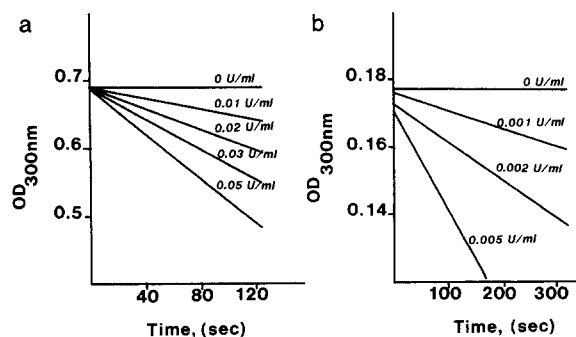 a
OD300nm
0.7
0.6
0.5
0 U/ml
0.01 U/ml
0.02 U/ml
0.03 U/ml
0.05 U/ml
40 80 120
Time, (sec)
b
OD300nm
0.18
0.16
0.14
0 U/ml
0.001 U/ml
0.002 U/ml
0.005 U/ml
100 200 300
Time, (sec)